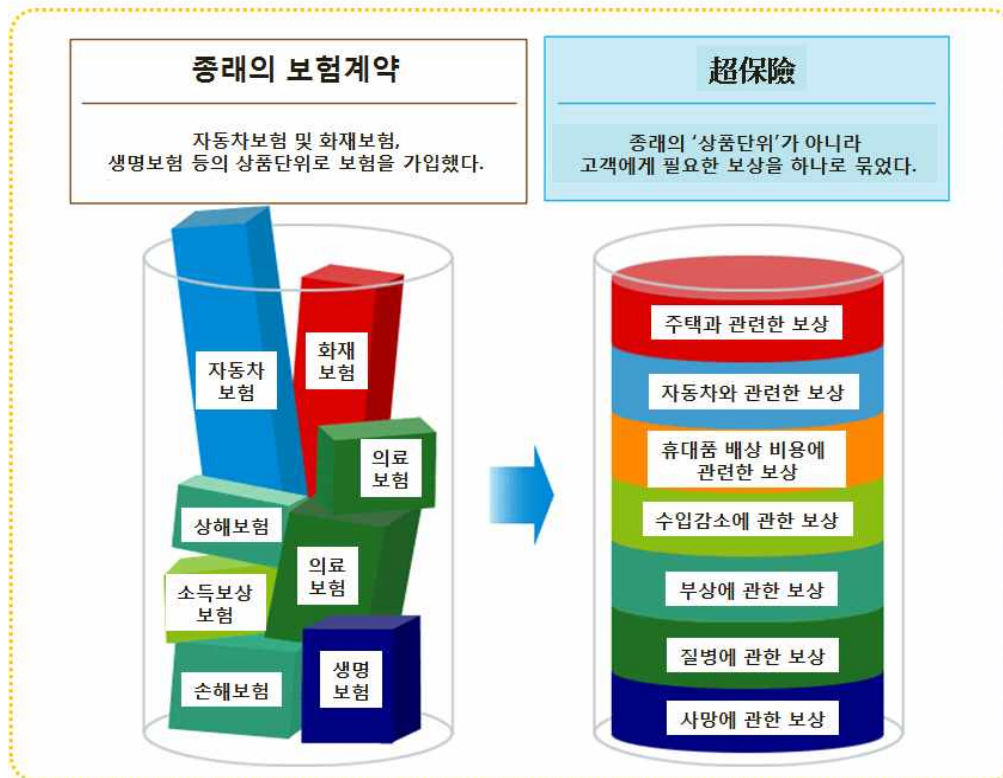 종래의 보험계약
자동차보험 및 화재보험,
생명보험 등의 상품단위로 보험을 가입했다.
超保險
종래의 ‘상품단위’가 아니라
고객에게 필요한 보상을 하나로 묶었다.
자동차
보험
화재
보험
의료
보험
상해보험
의료
보험
소득보상
보험
손해보험
생명
보험
주택과 관련한 보상
자동차와 관련한 보상
휴대품 배상 비용에
관련한 보상
수입감소에 관한 보상
부상에 관한 보상
질병에 관한 보상
사망에 관한 보상